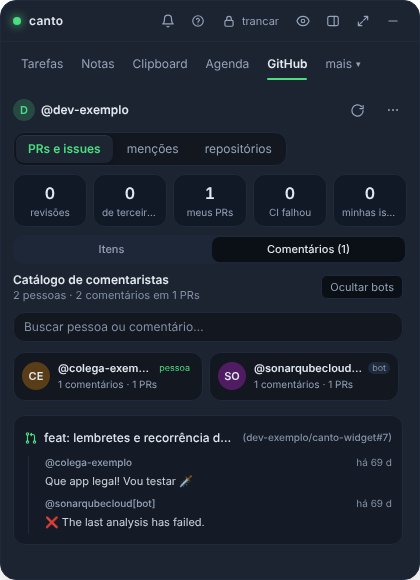 canto
trancar
Tarefas Notas Clipboard Agenda GitHub mais ▾
D @dev-exemplo
PRs e issues menções repositórios
0 0 1 0 0
revisões de terceir... meus PRs CI falhou minhas is...
Itens Comentários (1)
Catálogo de comentaristas
2 pessoas · 2 comentários em 1 PRs
Ocultar bots
Buscar pessoa ou comentário...
CE @colega-exem... pessoa
1 comentários · 1 PRs
SO @sonarqubecloud... bot
1 comentários · 1 PRs
feat: lembretes e recorrência d... (dev-exemplo/canto-widget#7)
@colega-exemplo há 69 d
Que app legal! Vou testar 🗡️
@sonarqubecloud[bot] há 69 d
❌ The last analysis has failed.